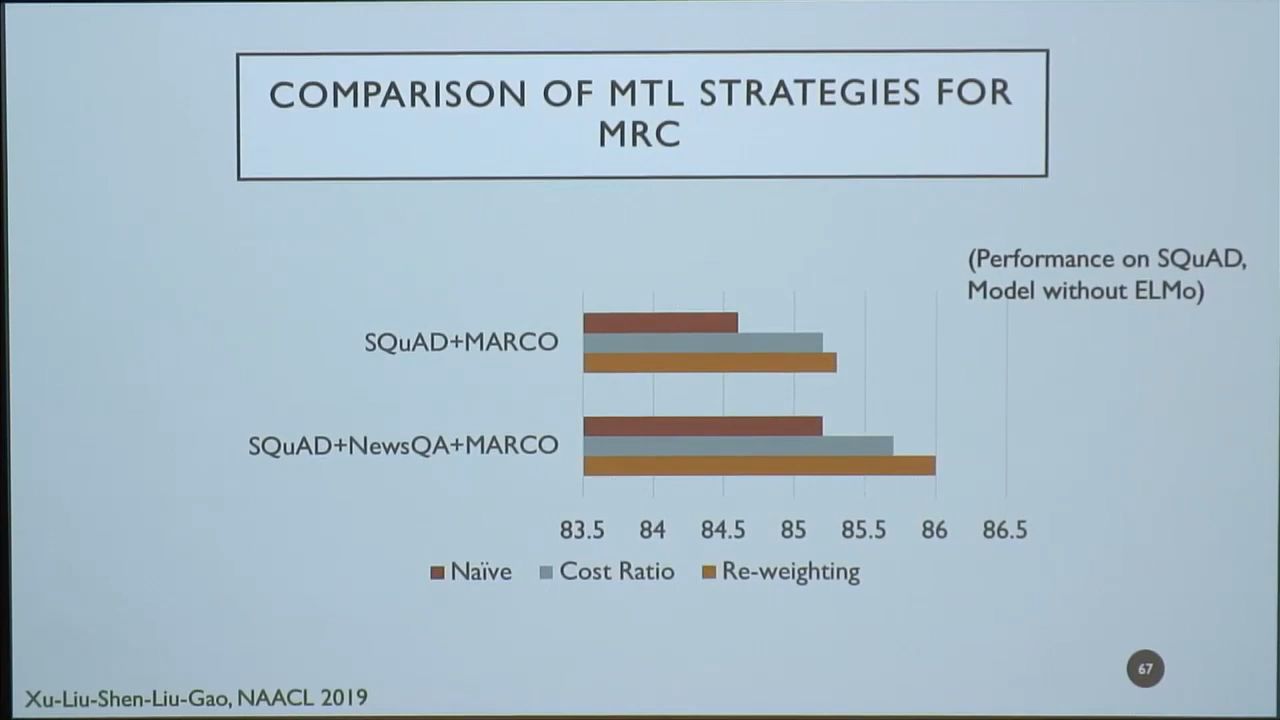 COMPARISON OF MTL STRATEGIES FOR
MRC
(Performance on SQuAD,
Model without ELMo)
SQuAD+MARCO
SQuAD+NewsQA+MARCO
83.5 84 84.5 85 85.5 86 86.5
Naïve Cost Ratio Re-weighting
67
Xu-Liu-Shen-Liu-Gao, NAACL 2019